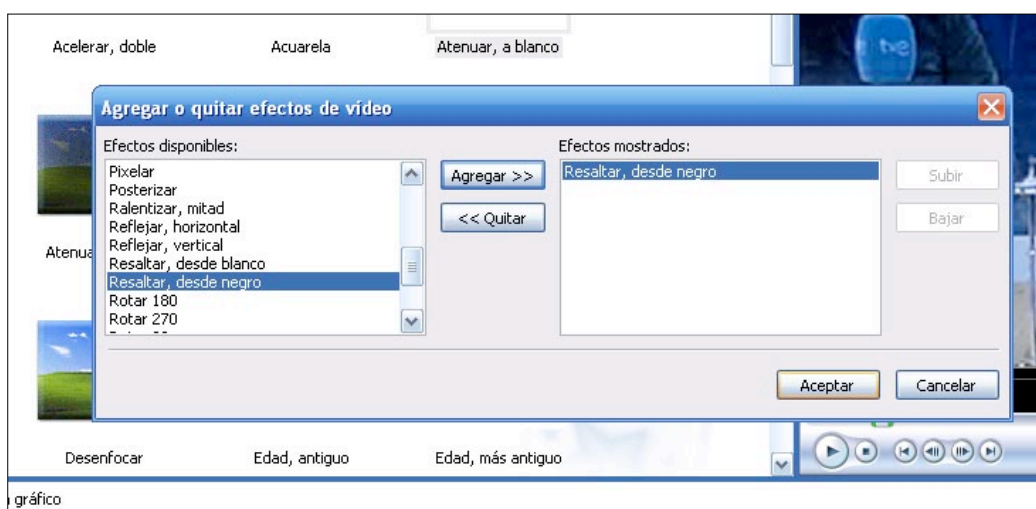 Acelerar, doble
Acuarela
Atenuar, a blanco
tve
Agregar o quitar efectos de vídeo
Efectos disponibles:
Pixelar
Posterizar
Ralentizar, mitad
Reflejar, horizontal
Reflejar, vertical
Resaltar, desde blanco
Resaltar, desde negro
Rotar 180
Rotar 270
Agregar >>
<< Quitar
Efectos mostrados:
Resaltar, desde negro
Subir
Bajar
Aceptar
Cancelar
Desenfocar
Edad, antiguo
Edad, más antiguo
gráfico